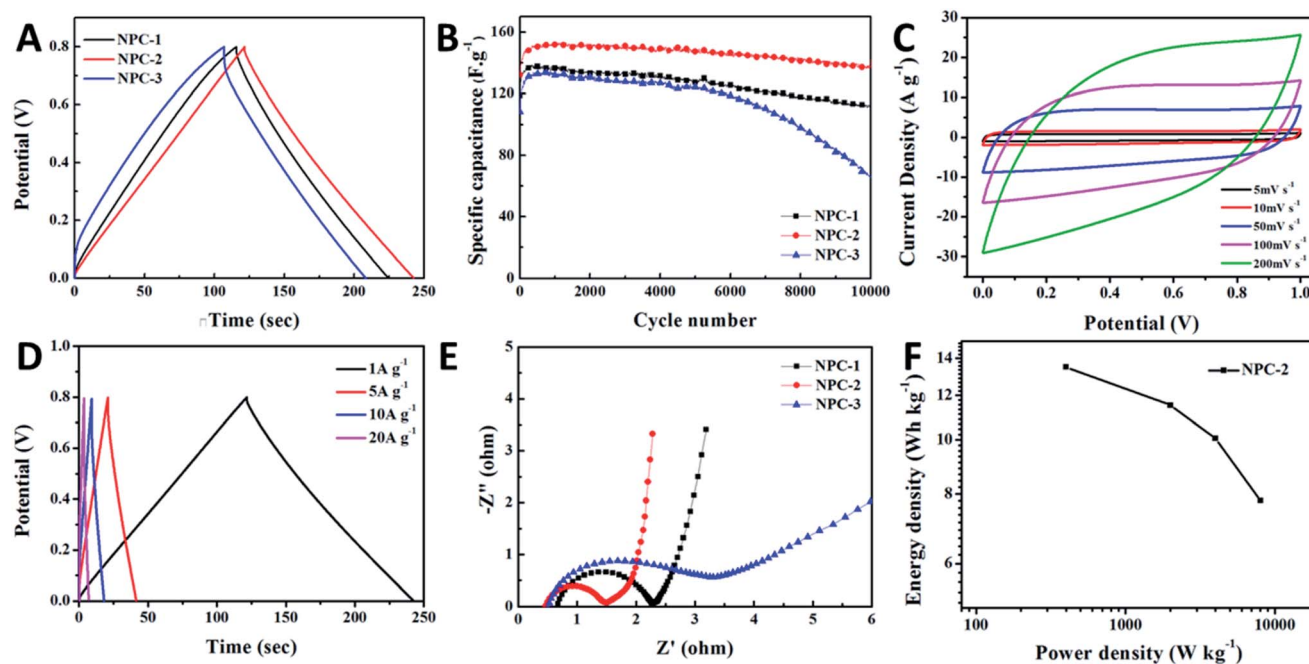 A
NPC-1
NPC-2
NPC-3
Potential (V)
0.8
0.6
0.4
0.2
0.0
0 50 100 150 200 250
Time (sec)
B
Specific capacitance (F.g⁻¹)
160
120
80
40
0
NPC-1
NPC-2
NPC-3
0 2000 4000 6000 8000 10000
Cycle number
C
Current Density (A g⁻¹)
30
20
10
0
-10
-20
-30
5mV s⁻¹
10mV s⁻¹
50mV s⁻¹
100mV s⁻¹
200mV s⁻¹
0.0 0.2 0.4 0.6 0.8 1.0
Potential (V)
D
Potential (V)
1.0
0.8
0.6
0.4
0.2
0.0
1A g⁻¹
5A g⁻¹
10A g⁻¹
20A g⁻¹
0 50 100 150 200 250
Time (sec)
E
-Z'' (ohm)
5
4
3
2
1
0
NPC-1
NPC-2
NPC-3
0 1 2 3 4 5 6
Z' (ohm)
F
Energy density (Wh kg⁻¹)
14
12
10
8
6
NPC-2
100 1000 10000
Power density (W kg⁻¹)